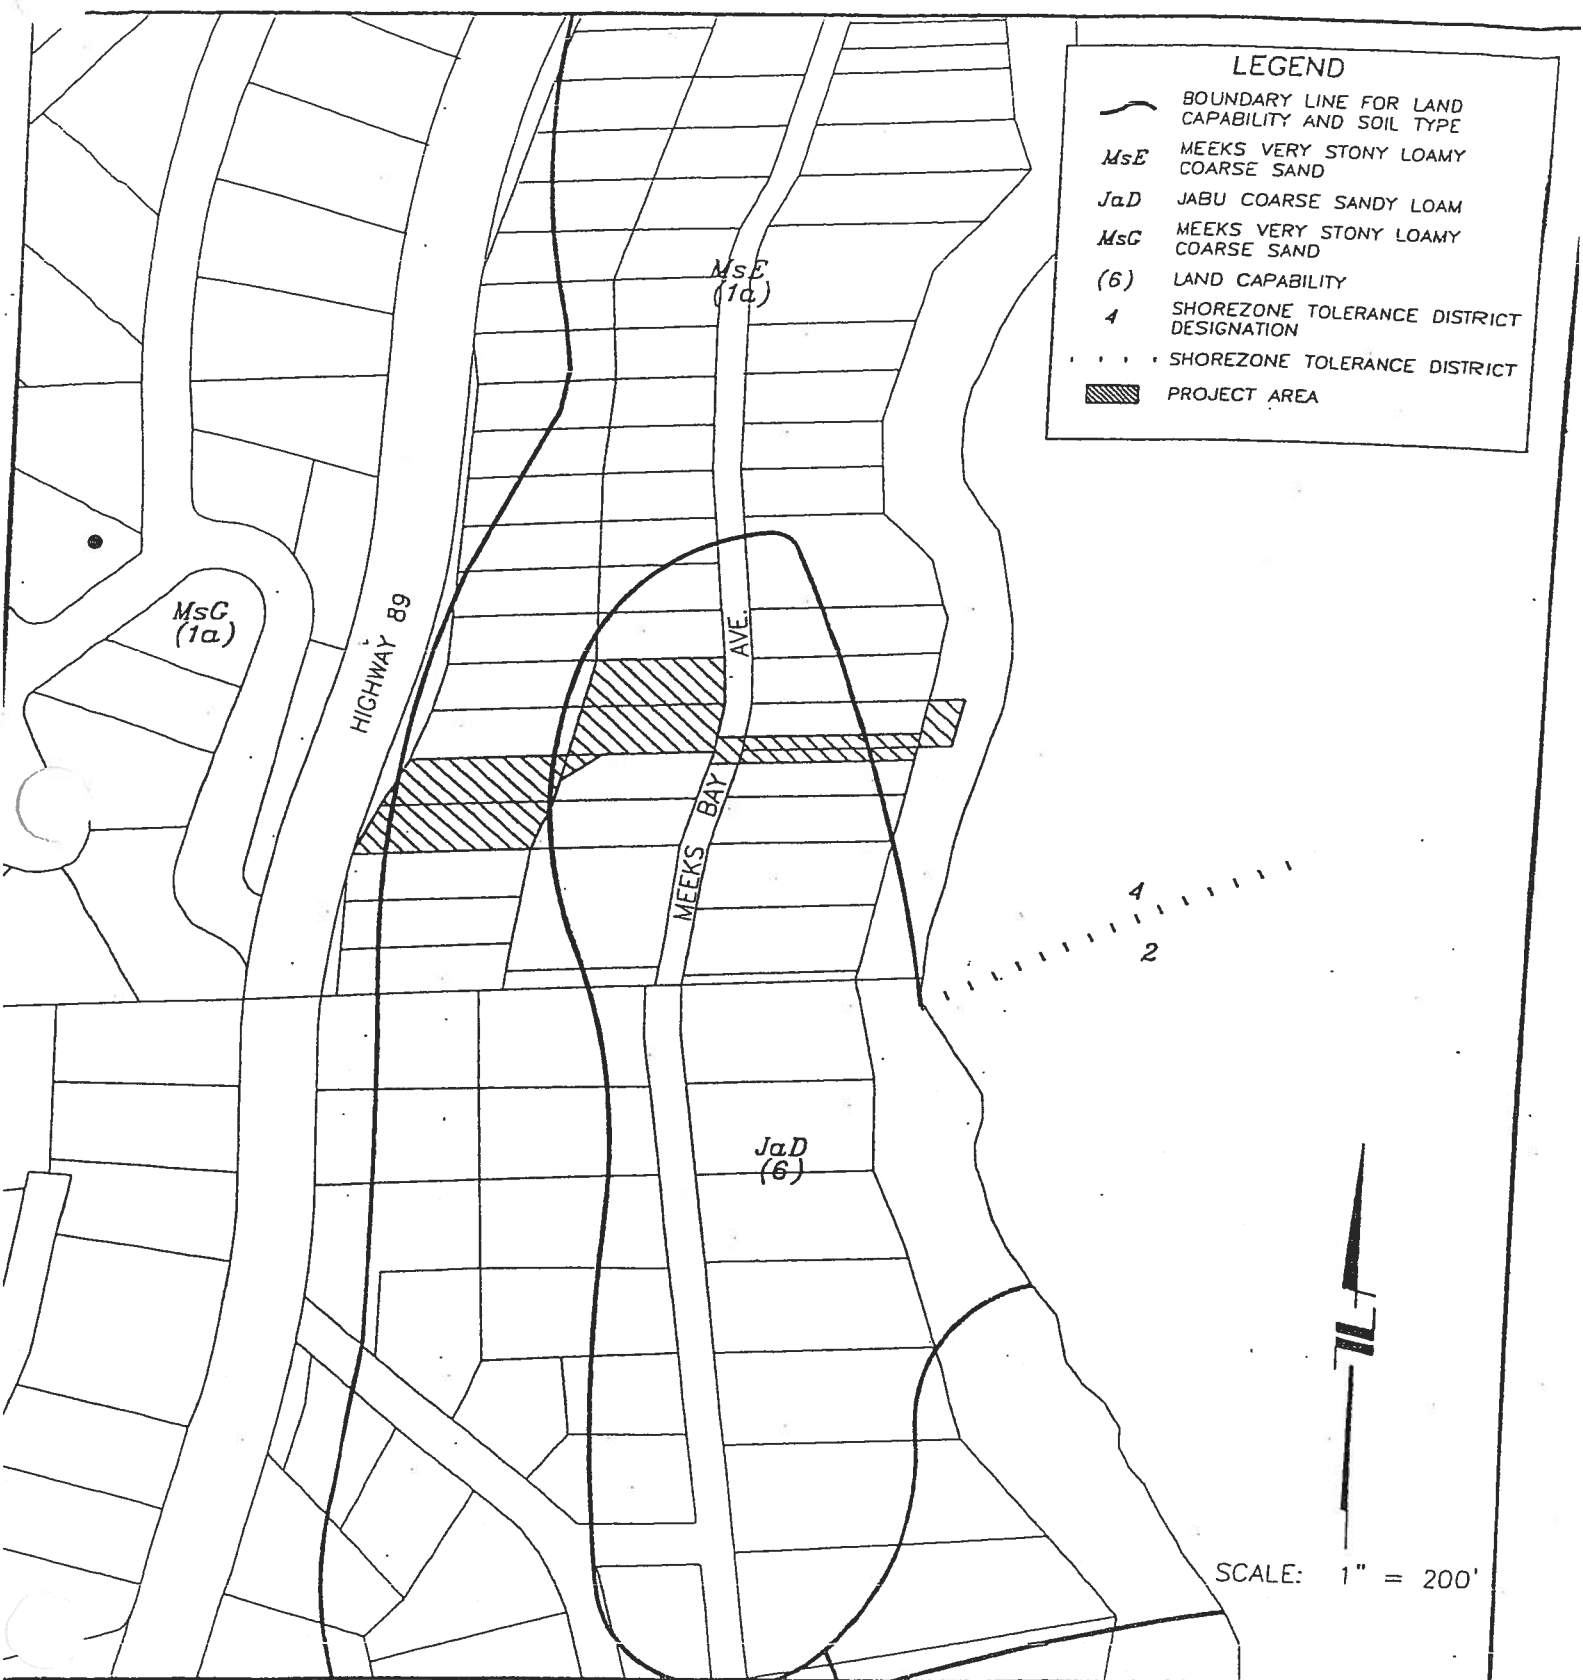 LEGEND
BOUNDARY LINE FOR LAND
CAPABILITY AND SOIL TYPE
MsE MEEKS VERY STONY LOAMY
COARSE SAND
JaD JABU COARSE SANDY LOAM
MsG MEEKS VERY STONY LOAMY
COARSE SAND
(6) LAND CAPABILITY
4 SHOREZONE TOLERANCE DISTRICT
DESIGNATION
SHOREZONE TOLERANCE DISTRICT
PROJECT AREA
MsE
(1a)
MsG
(1a)
HIGHWAY 89
MEEKS BAY AVE.
4
2
JaD
(6)
SCALE: 1" = 200'